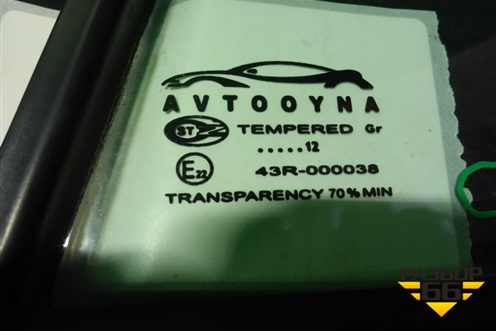 AVTOOYNA
ST TEMPERED Gr
.....12
E22 43R-000038
TRANSPARENCY 70% MIN
РАЗБОР
66